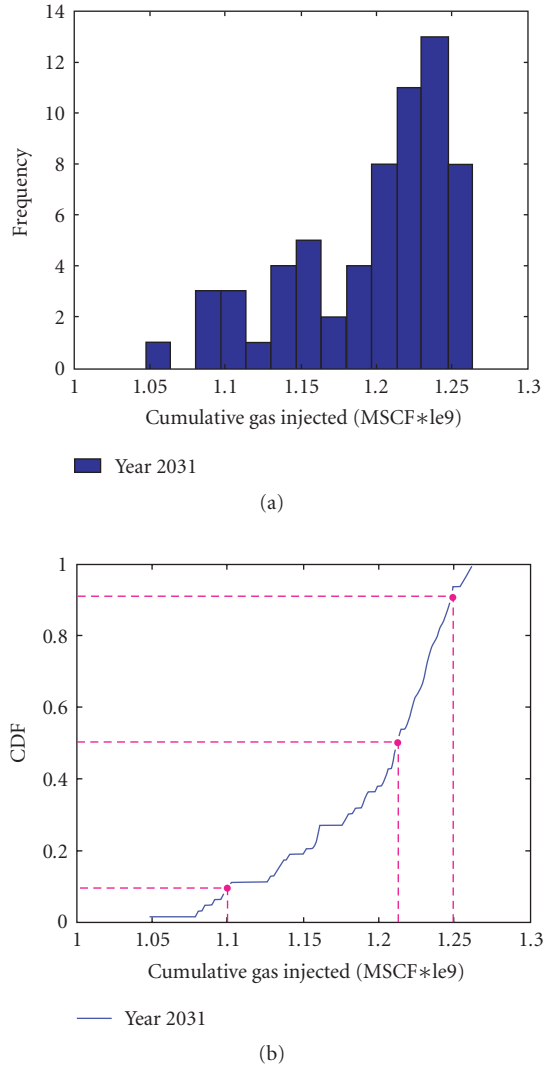 14
12
10
8
6
4
2
0
Frequency
1 1.05 1.1 1.15 1.2 1.25 1.3
Cumulative gas injected (MSCF∗le9)
Year 2031
(a)
1
0.8
0.6
0.4
0.2
0
CDF
1 1.05 1.1 1.15 1.2 1.25 1.3
Cumulative gas injected (MSCF∗le9)
Year 2031
(b)